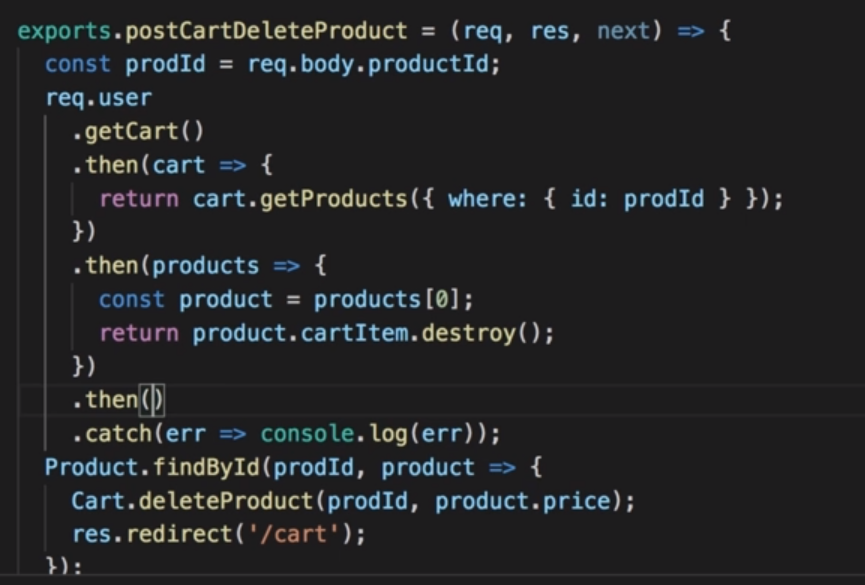 exports.postCartDeleteProduct = (req, res, next) => {
  const prodId = req.body.productId;
  req.user
    .getCart()
    .then(cart => {
      return cart.getProducts({ where: { id: prodId } });
    })
    .then(products => {
      const product = products[0];
      return product.cartItem.destroy();
    })
    .then()
    .catch(err => console.log(err));
  Product.findById(prodId, product => {
    Cart.deleteProduct(prodId, product.price);
    res.redirect('/cart');
  });